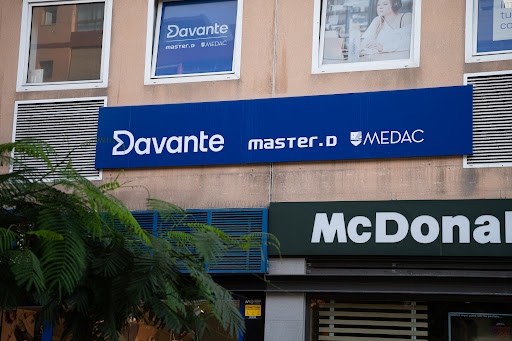 Davante
master.D MEDAC
Davante master.D MEDAC
McDonal